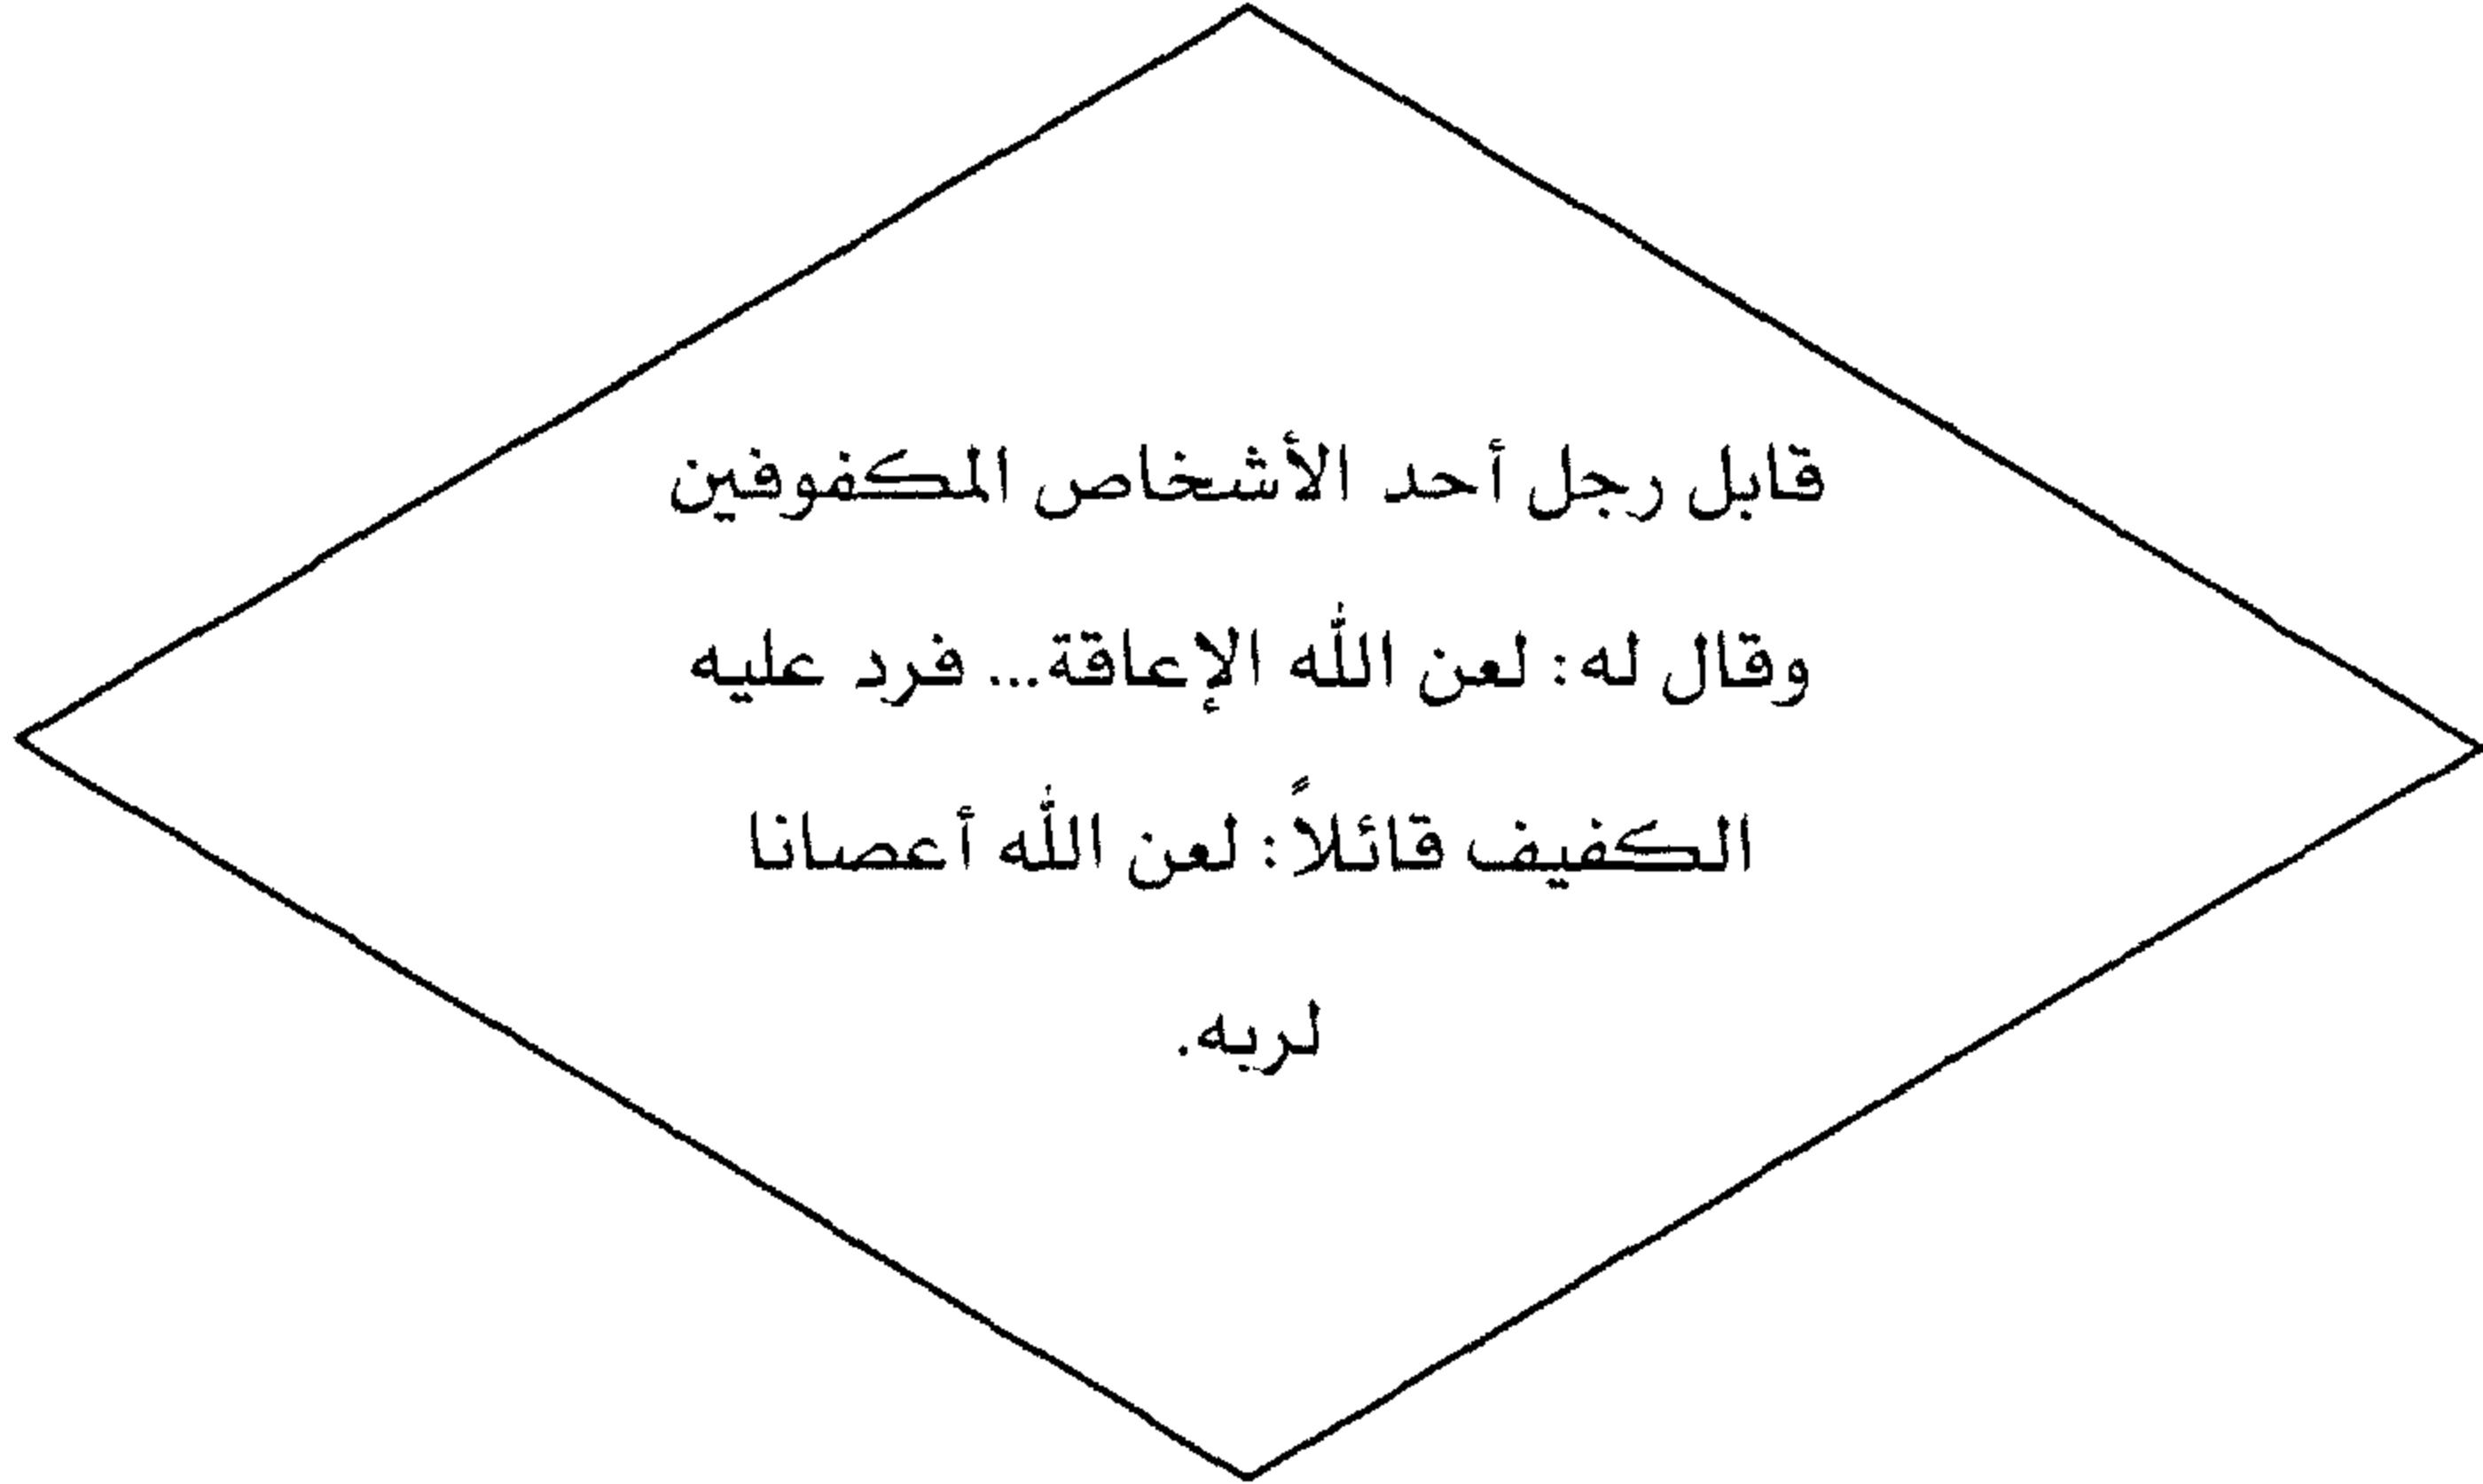 قابل رجل أحد الأشخاص المكفوفين
وقال له: لعن الله الإعاقة... فرد عليه
الكفيف قائلاً: لعن الله أعصانا
لربه.